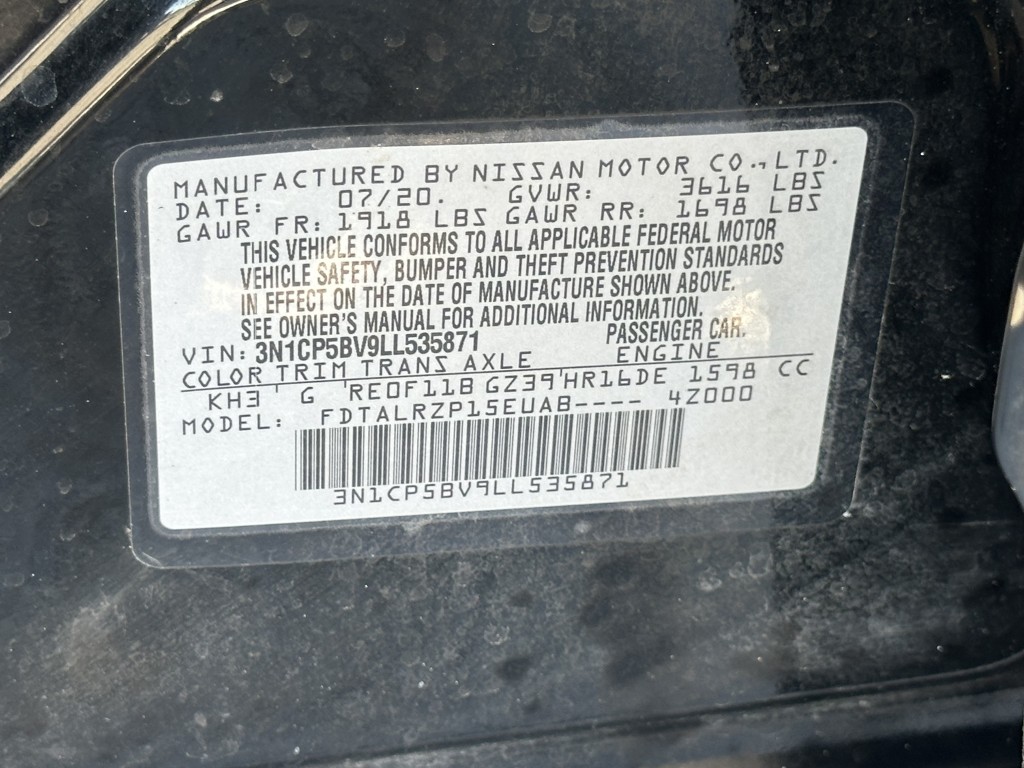 MANUFACTURED BY NISSAN MOTOR CO., LTD.
DATE: 07/20. GVWR: 3616 LBS
GAWR FR: 1918 LBS GAWR RR: 1698 LBS
THIS VEHICLE CONFORMS TO ALL APPLICABLE FEDERAL MOTOR
VEHICLE SAFETY, BUMPER AND THEFT PREVENTION STANDARDS
IN EFFECT ON THE DATE OF MANUFACTURE SHOWN ABOVE.
SEE OWNER'S MANUAL FOR ADDITIONAL INFORMATION.
VIN: 3N1CP5BV9LL535871 PASSENGER CAR.
COLOR TRIM TRANS AXLE ENGINE
KH3 ' G 'RE0F11B GZ39'HR16DE 1598 CC
MODEL: FDTALRZP15EUAB---- 4Z000
3N1CP5BV9LL535871